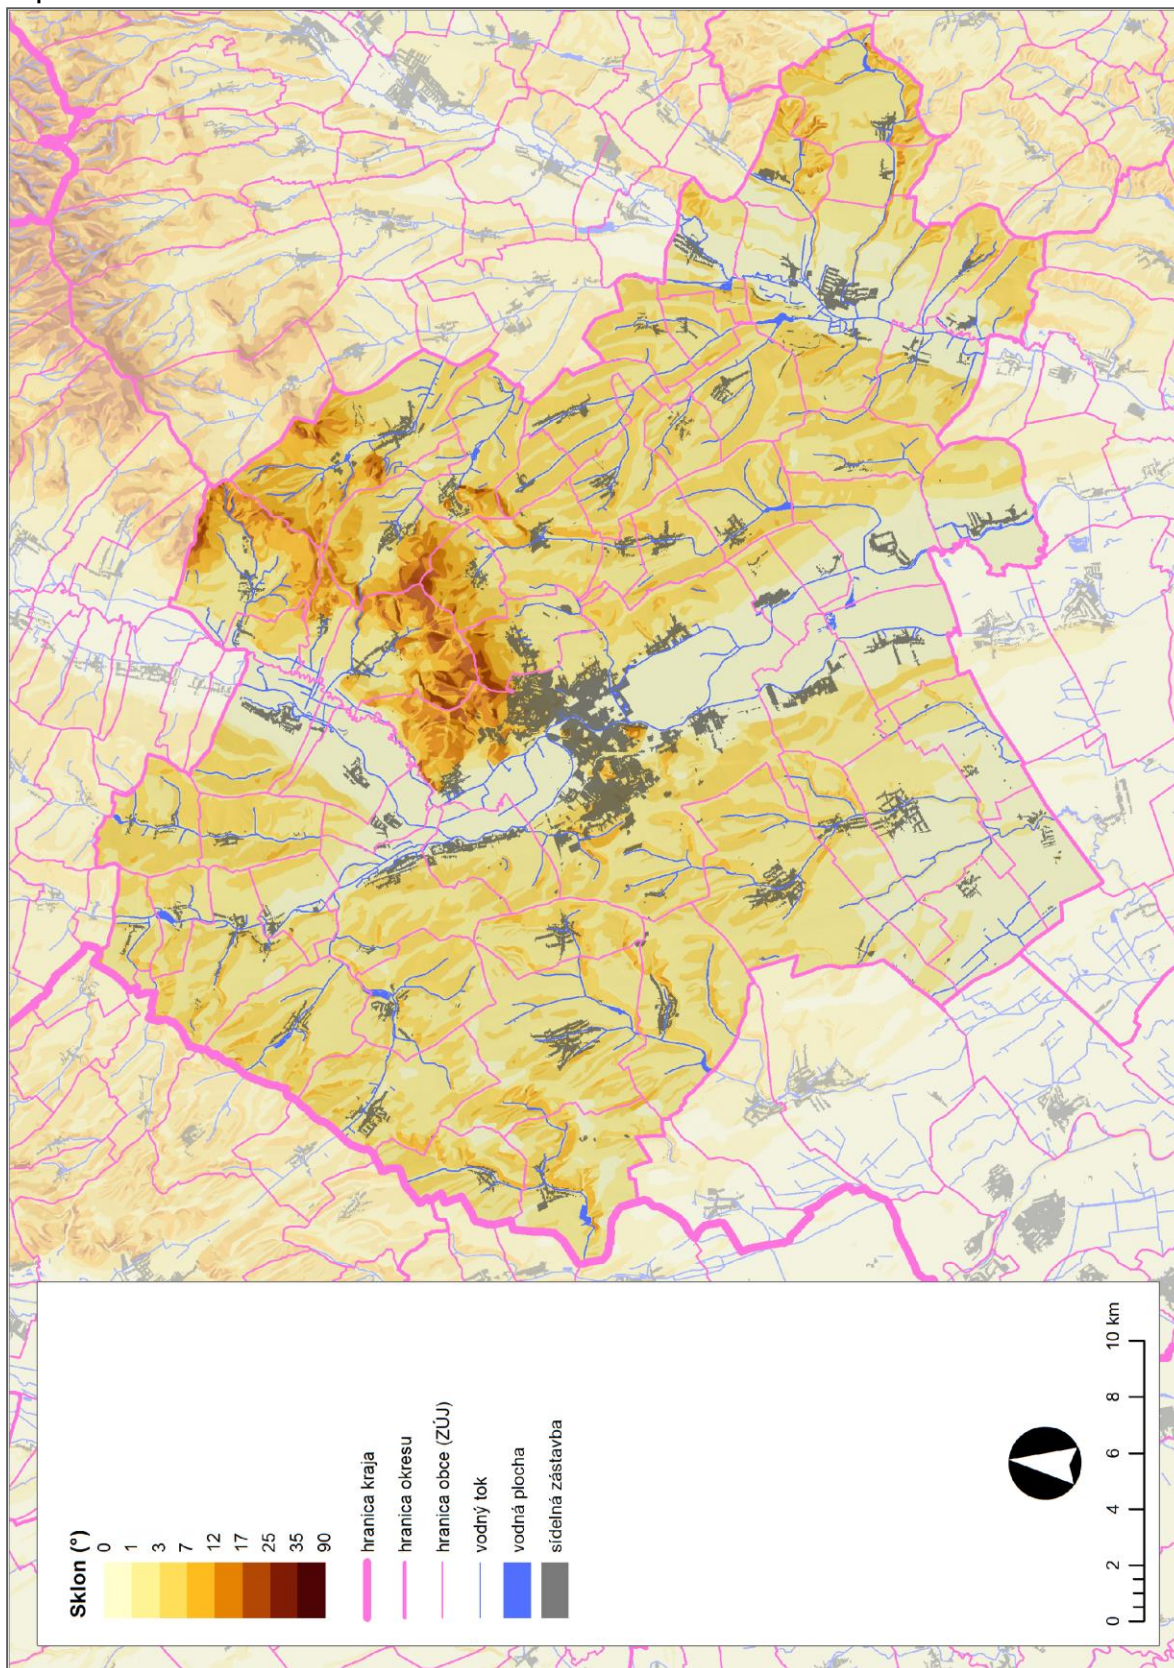 Sklon (°)
0
1
3
7
12
17
25
35
90
hranica kraja
hranica okresu
hranica obce (ZÚJ)
vodný tok
vodná plocha
sídelná zástavba
0 2 4 6 8 10 km